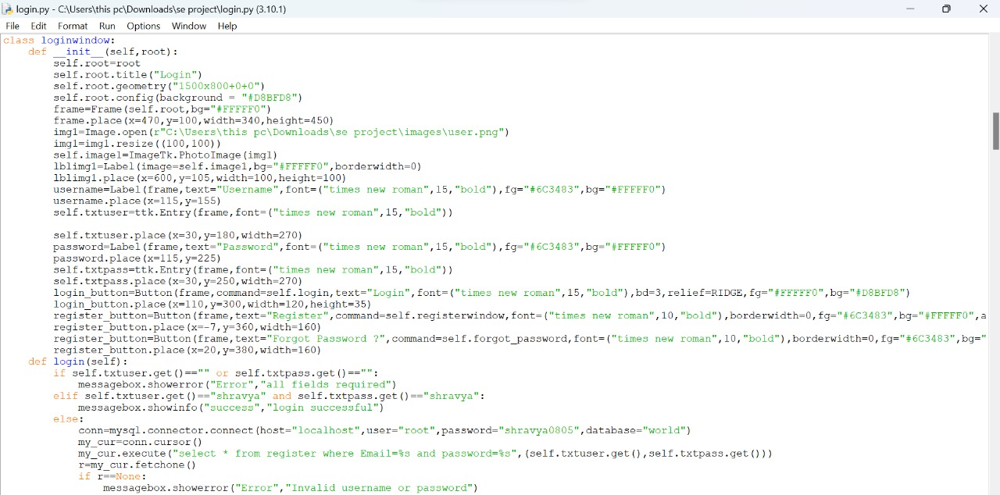 login.py - C:\Users\this pc\Downloads\se project\login.py (3.10.1)
File Edit Format Run Options Window Help
class loginwindow:
    def __init__(self,root):
        self.root=root
        self.root.title("Login")
        self.root.geometry("1500x800+0+0")
        self.root.config(background = "#D8BFD8")
        frame=Frame(self.root,bg="#FFFFF0")
        frame.place(x=470,y=100,width=340,height=450)
        img1=Image.open(r"C:\Users\this pc\Downloads\se project\images\user.png")
        img1=img1.resize((100,100))
        self.image1=ImageTk.PhotoImage(img1)
        lblimg1=Label(image=self.image1,bg="#FFFFF0",borderwidth=0)
        lblimg1.place(x=600,y=105,width=100,height=100)
        username=Label(frame,text="Username",font=("times new roman",15,"bold"),fg="#6C3483",bg="#FFFFF0")
        username.place(x=115,y=155)
        self.txtuser=ttk.Entry(frame,font=("times new roman",15,"bold"))
        self.txtuser.place(x=30,y=180,width=270)
        password=Label(frame,text="Password",font=("times new roman",15,"bold"),fg="#6C3483",bg="#FFFFF0")
        password.place(x=115,y=225)
        self.txtpass=ttk.Entry(frame,font=("times new roman",15,"bold"))
        self.txtpass.place(x=30,y=250,width=270)
        login_button=Button(frame,command=self.login,text="Login",font=("times new roman",15,"bold"),bd=3,relief=RIDGE,fg="#FFFFF0",bg="#D8BFD8")
        login_button.place(x=110,y=300,width=120,height=35)
        register_button=Button(frame,text="Register",command=self.registerwindow,font=("times new roman",10,"bold"),borderwidth=0,fg="#6C3483",bg="#FFFFF0",a
        register_button.place(x=-7,y=360,width=160)
        register_button=Button(frame,text="Forgot Password ?",command=self.forgot_password,font=("times new roman",10,"bold"),borderwidth=0,fg="#6C3483",bg="
        register_button.place(x=20,y=380,width=160)
    def login(self):
        if self.txtuser.get()=="" or self.txtpass.get()=="":
            messagebox.showerror("Error","all fields required")
        elif self.txtuser.get()=="shravya" and self.txtpass.get()=="shravya":
            messagebox.showinfo("success","login successful")
        else:
            conn=mysql.connector.connect(host="localhost",user="root",password="shravya0805",database="world")
            my_cur=conn.cursor()
            my_cur.execute("select * from register where Email=%s and password=%s",(self.txtuser.get(),self.txtpass.get()))
            r=my_cur.fetchone()
            if r==None:
                messagebox.showerror("Error","Invalid username or password")